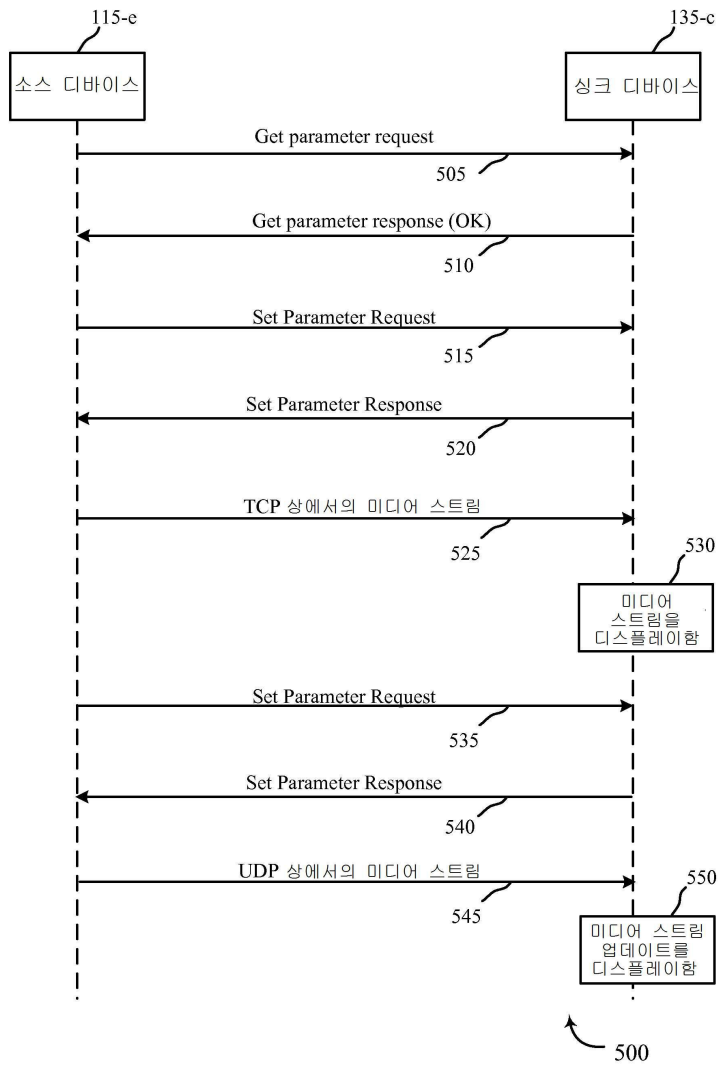 115-e
135-c
소스 디바이스
싱크 디바이스
Get parameter request
505
Get parameter response (OK)
510
Set Parameter Request
515
Set Parameter Response
520
TCP 상에서의 미디어 스트림
525
530
미디어
스트림을
디스플레이함
Set Parameter Request
535
Set Parameter Response
540
UDP 상에서의 미디어 스트림
545
550
미디어 스트림
업데이트를
디스플레이함
500